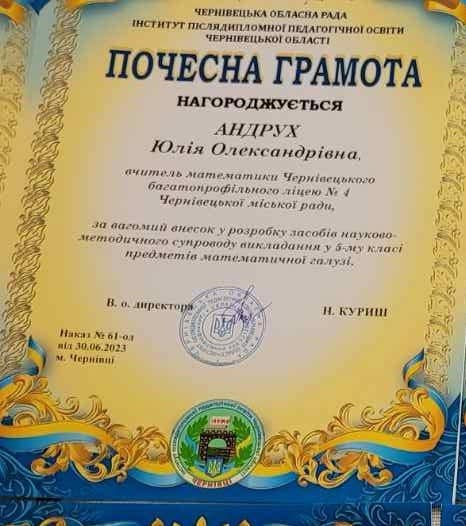 ЧЕРНІВЕЦЬКА ОБЛАСНА РАДА
ІНСТИТУТ ПІСЛЯДИПЛОМНОЇ ПЕДАГОГІЧНОЇ ОСВІТИ
ЧЕРНІВЕЦЬКОЇ ОБЛАСТІ
ПОЧЕСНА ГРАМОТА
НАГОРОДЖУЄТЬСЯ
АНДРУХ
Юлія Олександрівна,
вчитель математики Чернівецького
багатопрофільного ліцею № 4
Чернівецької міської ради,
за вагомий внесок у розробку засобів науково-
методичного супроводу викладання у 5-му класі
предметів математичної галузі.
В. о. директора
Н. КУРИШ
Наказ № 61-од
від 30.06.2023
м. Чернівці
ЧЕРНІВЦІ